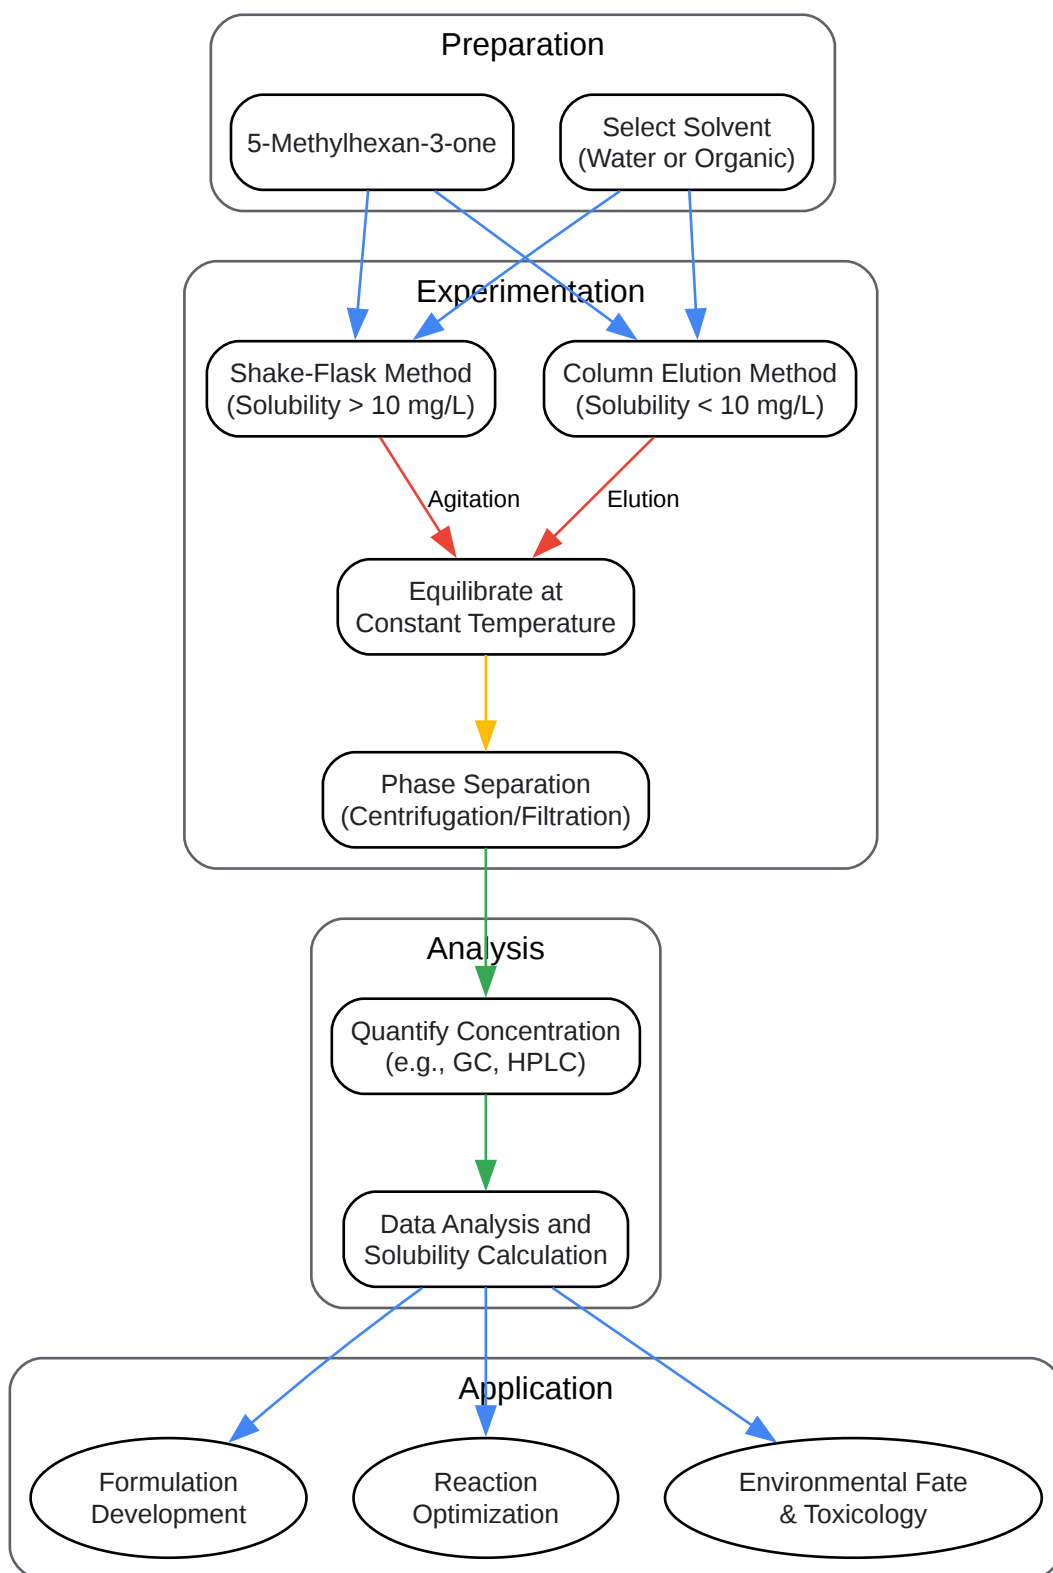 Preparation
5-Methylhexan-3-one
Select Solvent
(Water or Organic)
Experimentation
Shake-Flask Method
(Solubility > 10 mg/L)
Column Elution Method
(Solubility < 10 mg/L)
Agitation
Elution
Equilibrate at
Constant Temperature
Phase Separation
(Centrifugation/Filtration)
Analysis
Quantify Concentration
(e.g., GC, HPLC)
Data Analysis and
Solubility Calculation
Application
Formulation
Development
Reaction
Optimization
Environmental Fate
& Toxicology